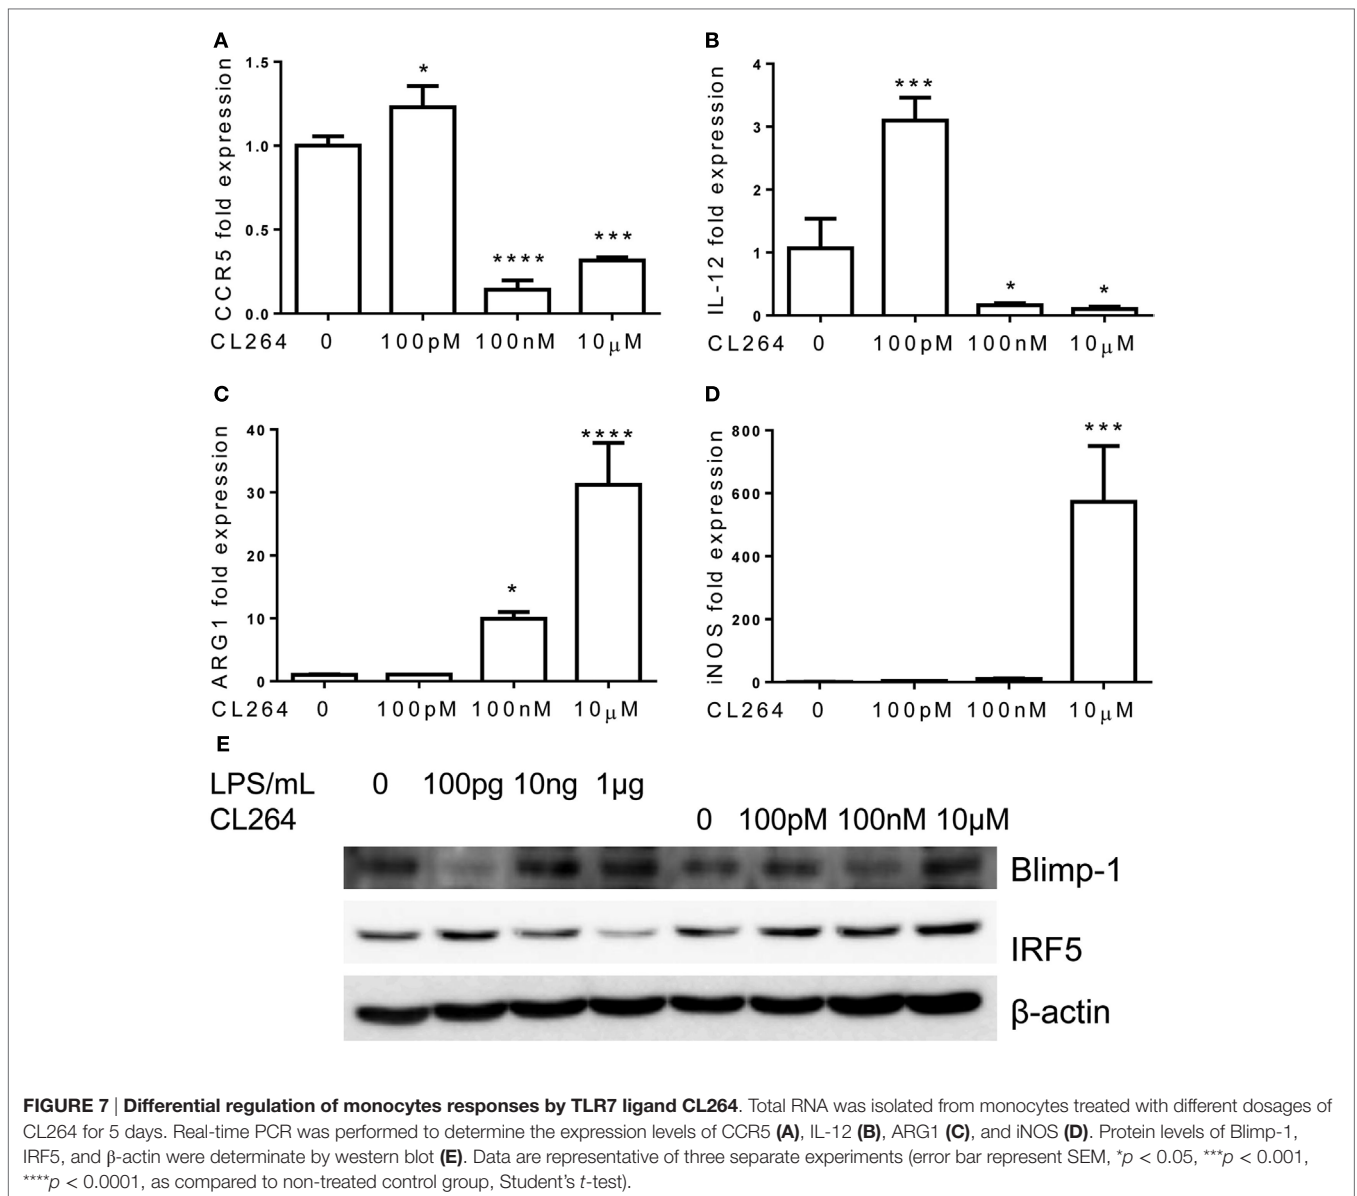 A
CCR5 fold expression
1.5
1.0
0.5
0.0
*
****
***
CL264 0 100pM 100nM 10μM
B
IL-12 fold expression
4
3
2
1
0
***
*
*
CL264 0 100pM 100nM 10μM
C
ARG1 fold expression
40
30
20
10
0
*
****
CL264 0 100pM 100nM 10μM
D
iNOS fold expression
800
600
400
200
0
***
CL264 0 100pM 100nM 10μM
E
LPS/mL 0 100pg 10ng 1μg
CL264 0 100pM 100nM 10μM
Blimp-1
IRF5
β-actin
FIGURE 7 | Differential regulation of monocytes responses by TLR7 ligand CL264. Total RNA was isolated from monocytes treated with different dosages of
CL264 for 5 days. Real-time PCR was performed to determine the expression levels of CCR5 (A), IL-12 (B), ARG1 (C), and iNOS (D). Protein levels of Blimp-1,
IRF5, and β-actin were determinate by western blot (E). Data are representative of three separate experiments (error bar represent SEM, *p < 0.05, ***p < 0.001,
****p < 0.0001, as compared to non-treated control group, Student's t-test).